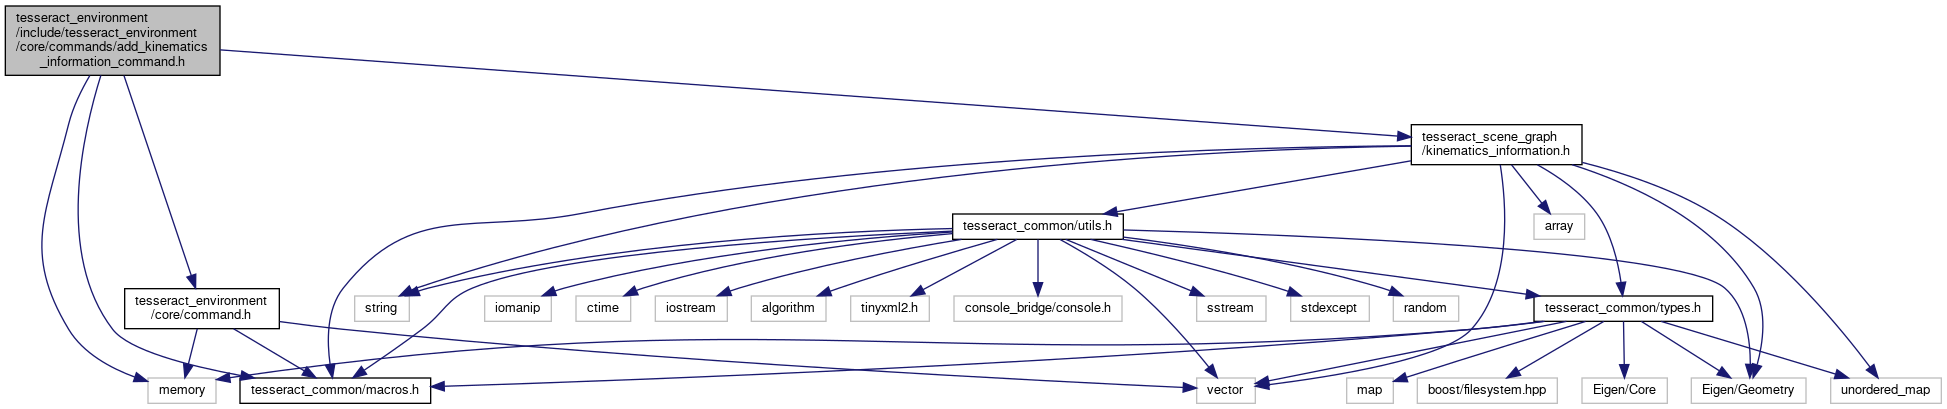 tesseract_environment
/include/tesseract_environment
/core/commands/add_kinematics
_information_command.h
tesseract_scene_graph
/kinematics_information.h
tesseract_common/utils.h
array
tesseract_environment
/core/command.h
string
iomanip
ctime
iostream
algorithm
tinyxml2.h
console_bridge/console.h
sstream
stdexcept
random
tesseract_common/types.h
memory
tesseract_common/macros.h
vector
map
boost/filesystem.hpp
Eigen/Core
Eigen/Geometry
unordered_map